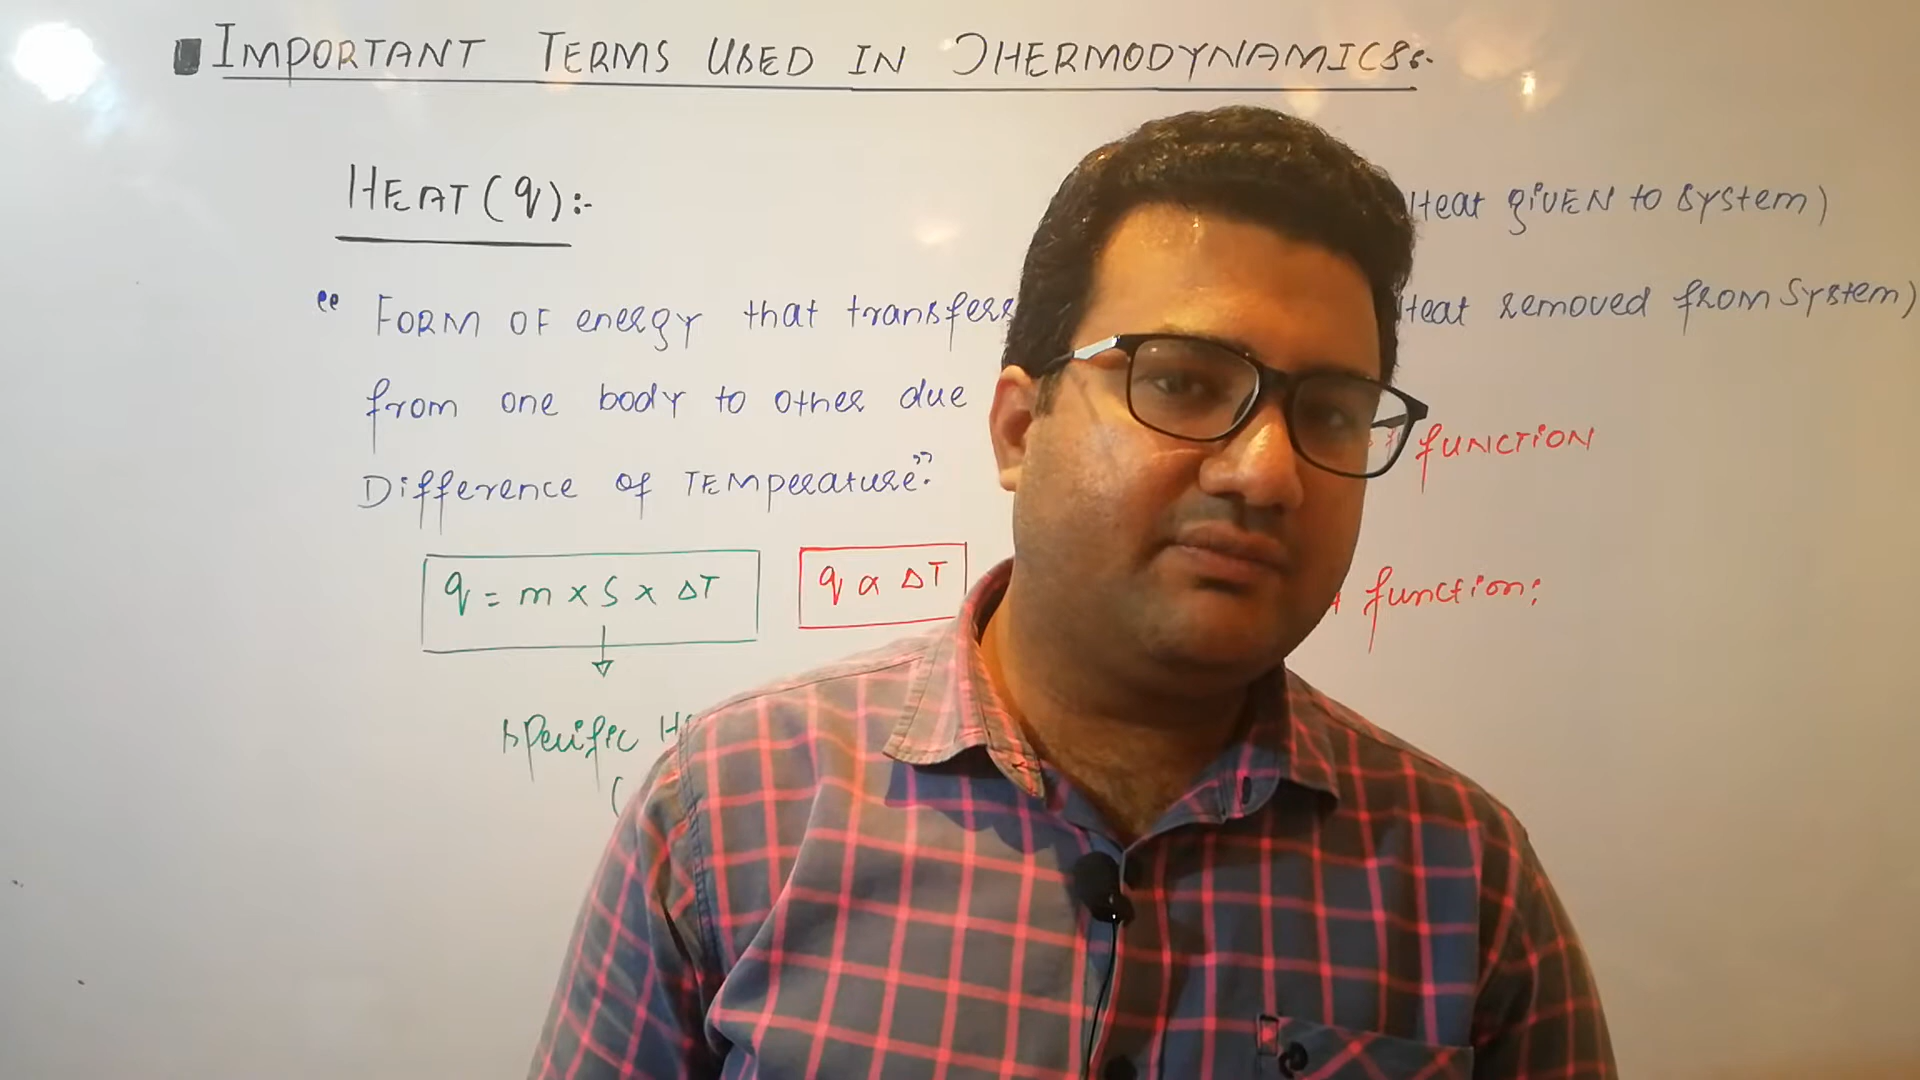 IMPORTANT TERMS USED IN THERMODYNAMICS:-
HEAT (q):-
"FORM OF energy that transfers
from one body to other due
Difference of TEMperature."
q = m x S x ΔT
q α ΔT
specific
Heat giVEN to system)
Heat removed from System)
function
function: